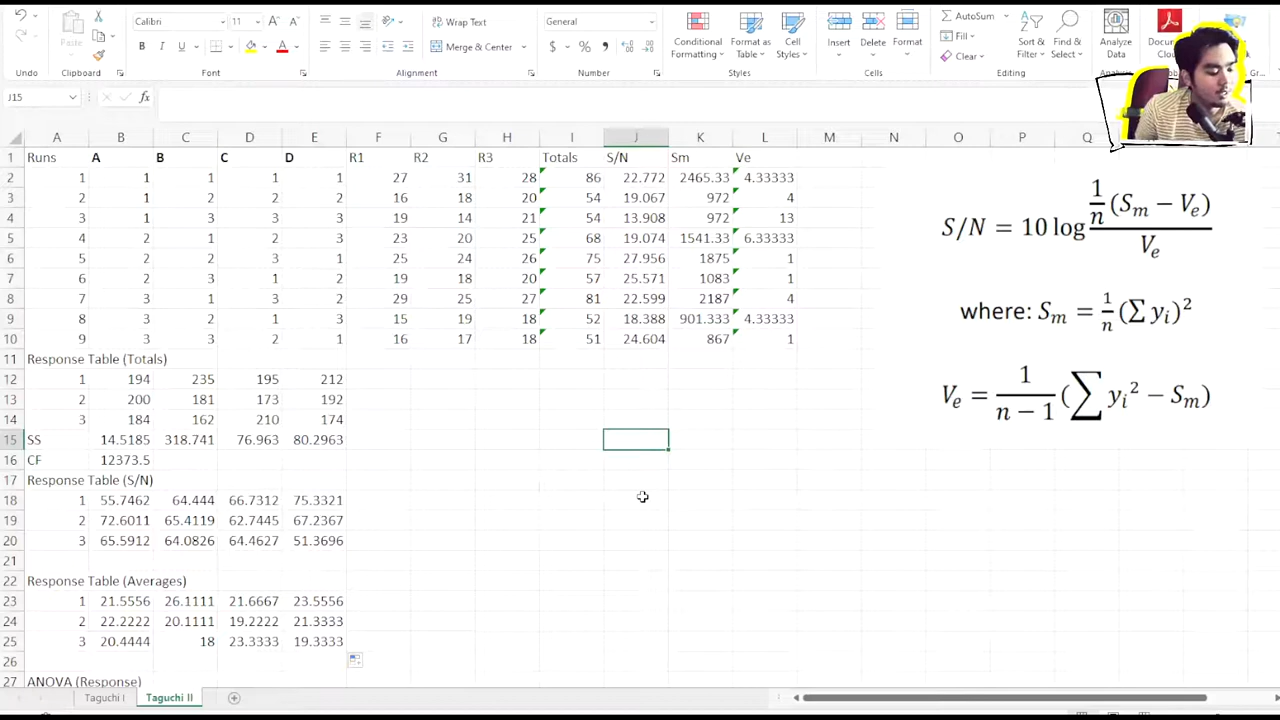 Calibri 11 Wrap Text General AutoSum
Paste B I U A Merge & Center $ % Conditional Formatting Format as Table Cell Styles Insert Delete Format Fill Clear Sort & Filter Find & Select Analyze Data
Undo Clipboard Font Alignment Number Styles Cells Editing
J15 fx
A B C D E F G H I J K L M N O P Q
1 Runs A B C D R1 R2 R3 Totals S/N Sm Ve
2 1 1 1 1 1 27 31 28 86 22.772 2465.33 4.33333
3 2 1 2 2 2 16 18 20 54 19.067 972 4
4 3 1 3 3 3 19 14 21 54 13.908 972 13
5 4 2 1 2 3 23 20 25 68 19.074 1541.33 6.33333
6 5 2 2 3 1 25 24 26 75 27.956 1875 1
7 6 2 3 1 2 19 18 20 57 25.571 1083 1
8 7 3 1 3 2 29 25 27 81 22.599 2187 4
9 8 3 2 1 3 15 19 18 52 18.388 901.333 4.33333
10 9 3 3 2 1 16 17 18 51 24.604 867 1
11 Response Table (Totals)
12 1 194 235 195 212
13 2 200 181 173 192
14 3 184 162 210 174
15 SS 14.5185 318.741 76.963 80.2963
16 CF 12373.5
17 Response Table (S/N)
18 1 55.7462 64.444 66.7312 75.3321
19 2 72.6011 65.4119 62.7445 67.2367
20 3 65.5912 64.0826 64.4627 51.3696
21
22 Response Table (Averages)
23 1 21.5556 26.1111 21.6667 23.5556
24 2 22.2222 20.1111 19.2222 21.3333
25 3 20.4444 18 23.3333 19.3333
26
27 ANOVA (Response)
S/N = 10 log 1/n (Sm − Ve) / Ve
where: Sm = 1/n (∑ yi)²
Ve = 1/(n − 1) (∑ yi² − Sm)
Taguchi I Taguchi II